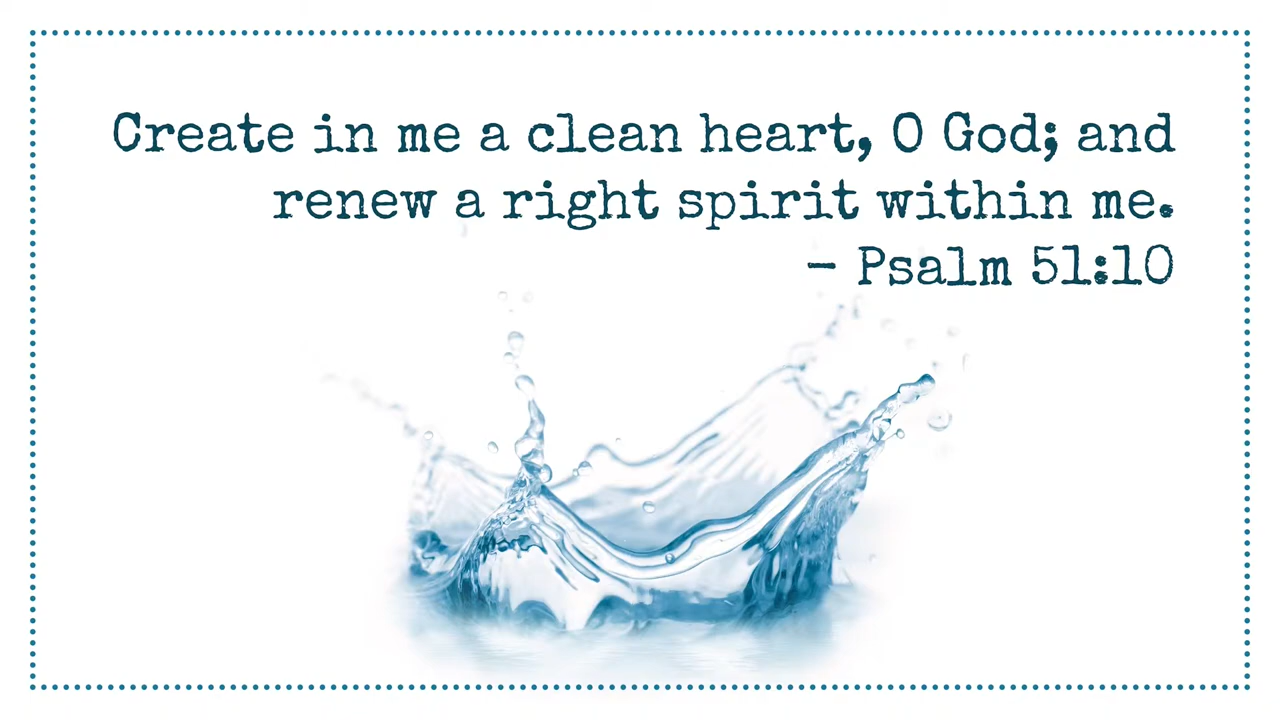 Create in me a clean heart, O God; and
renew a right spirit within me.
- Psalm 51:10